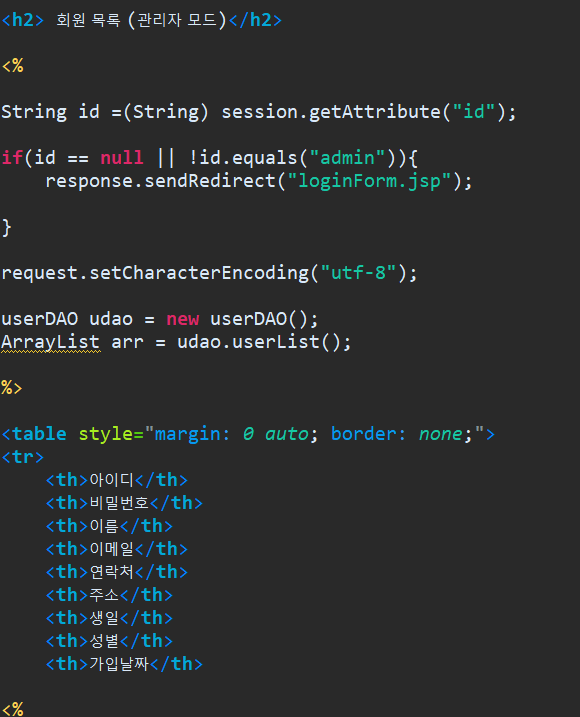 <h2> 회원 목록 (관리자 모드)</h2>
<%
String id =(String) session.getAttribute("id");
if(id == null || !id.equals("admin")){
response.sendRedirect("loginForm.jsp");
}
request.setCharacterEncoding("utf-8");
userDAO udao = new userDAO();
ArrayList arr = udao.userList();
%>
<table style="margin: 0 auto; border: none;">
<tr>
<th>아이디</th>
<th>비밀번호</th>
<th>이름</th>
<th>이메일</th>
<th>연락처</th>
<th>주소</th>
<th>생일</th>
<th>성별</th>
<th>가입날짜</th>
<%